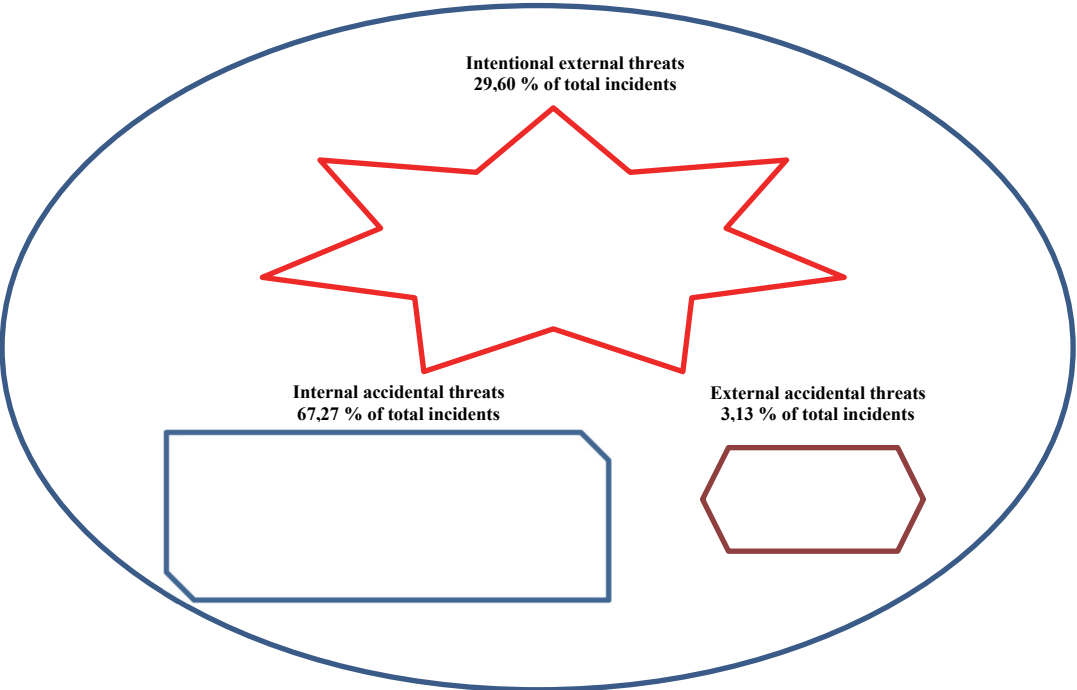 Intentional external threats
29,60 % of total incidents
Internal accidental threats
67,27 % of total incidents
External accidental threats
3,13 % of total incidents